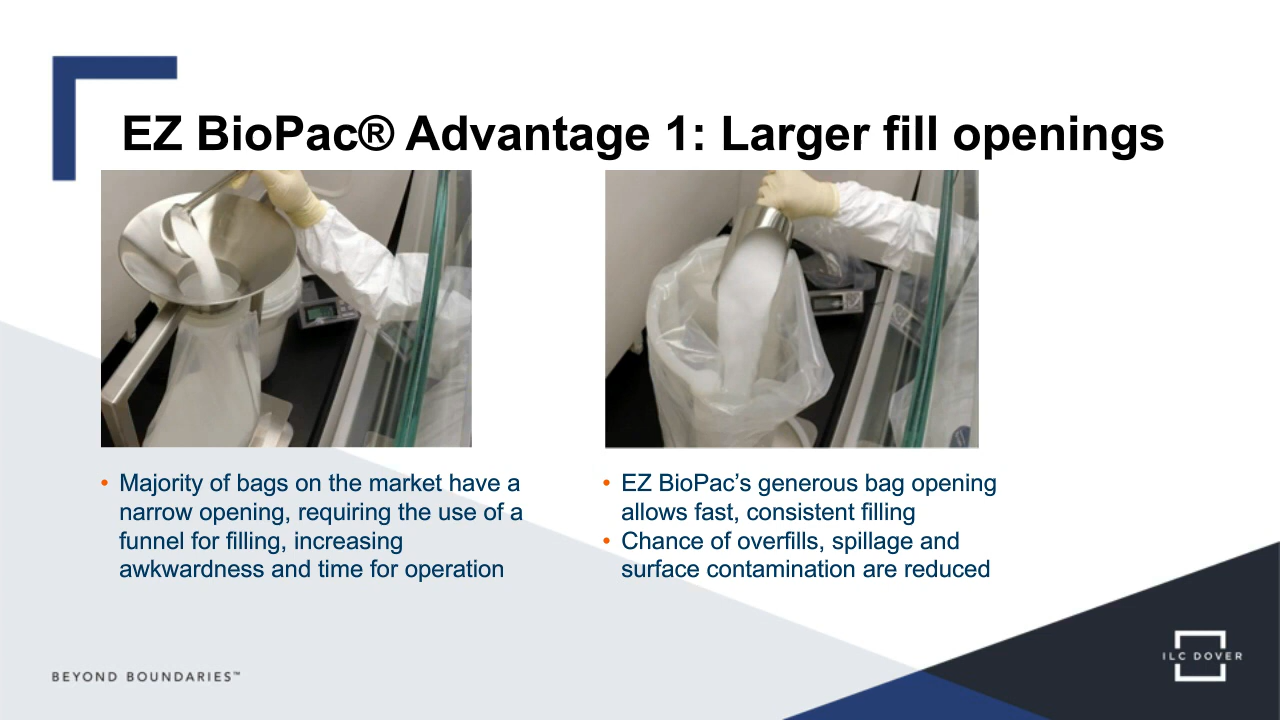 EZ BioPac® Advantage 1: Larger fill openings
• Majority of bags on the market have a
narrow opening, requiring the use of a
funnel for filling, increasing
awkwardness and time for operation
• EZ BioPac’s generous bag opening
allows fast, consistent filling
• Chance of overfills, spillage and
surface contamination are reduced
BEYOND BOUNDARIES™
ILC DOVER